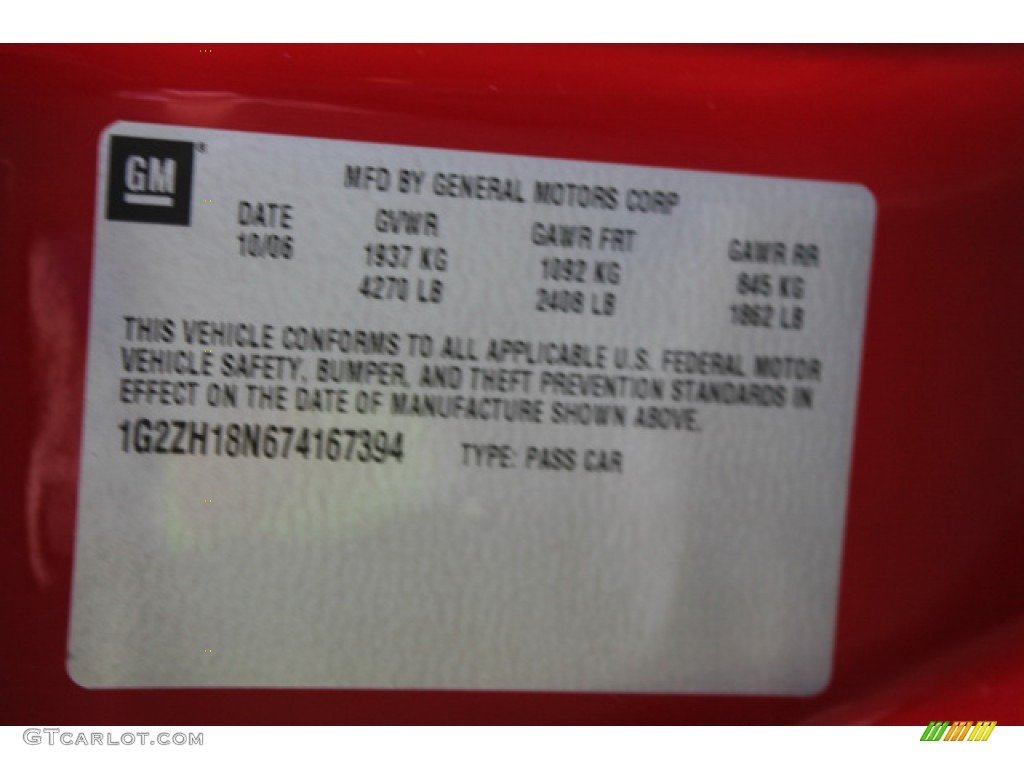 GM
MFD BY GENERAL MOTORS CORP
DATE GVWR GAWR FRT GAWR RR
10/06 1937 KG 1092 KG 845 KG
4270 LB 2408 LB 1862 LB
THIS VEHICLE CONFORMS TO ALL APPLICABLE U.S. FEDERAL MOTOR
VEHICLE SAFETY, BUMPER, AND THEFT PREVENTION STANDARDS IN
EFFECT ON THE DATE OF MANUFACTURE SHOWN ABOVE.
1G2ZH18N674167394 TYPE: PASS CAR
GTCARLOT.COM